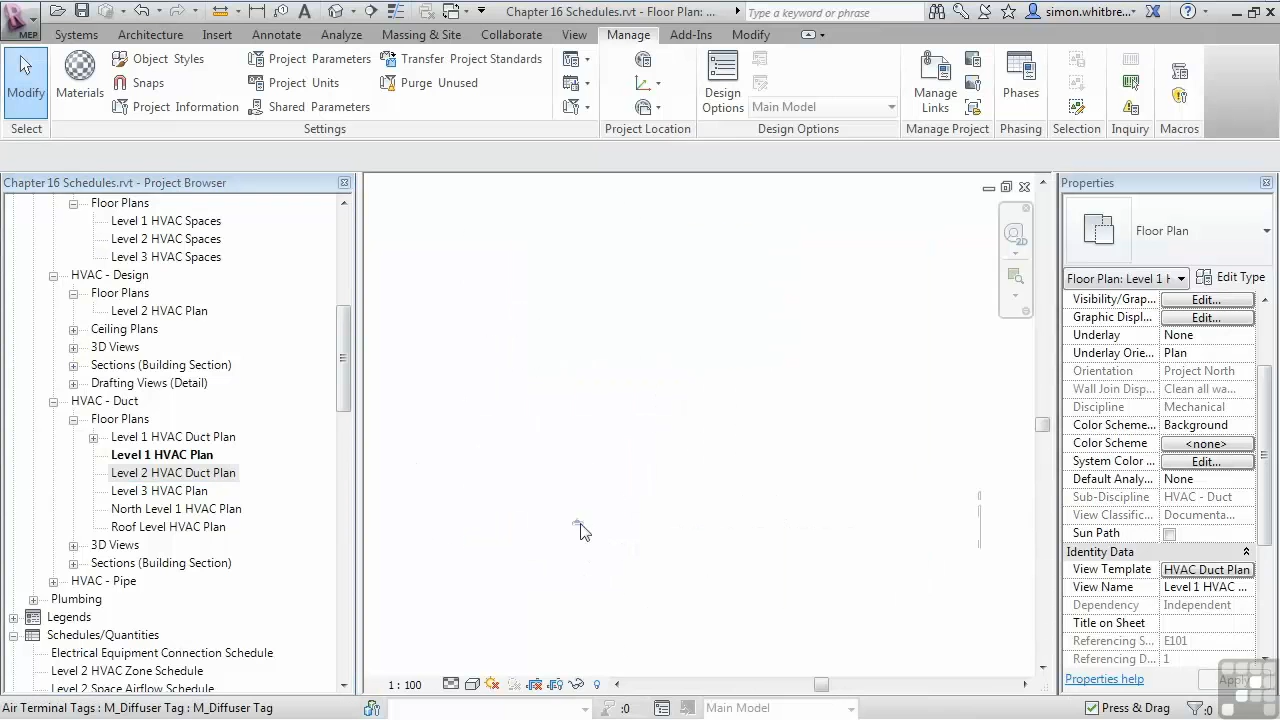 Chapter 16 Schedules.rvt - Floor Plan: ...
Type a keyword or phrase
simon.whitbre...
MEP
Systems
Architecture
Insert
Annotate
Analyze
Massing & Site
Collaborate
View
Manage
Add-Ins
Modify
Modify
Materials
Object Styles
Snaps
Project Information
Project Parameters
Project Units
Shared Parameters
Transfer Project Standards
Purge Unused
Design
Options
Main Model
Manage
Links
Phases
Select
Settings
Project Location
Design Options
Manage Project
Phasing
Selection
Inquiry
Macros
Chapter 16 Schedules.rvt - Project Browser
Floor Plans
Level 1 HVAC Spaces
Level 2 HVAC Spaces
Level 3 HVAC Spaces
HVAC - Design
Floor Plans
Level 2 HVAC Plan
Ceiling Plans
3D Views
Sections (Building Section)
Drafting Views (Detail)
HVAC - Duct
Floor Plans
Level 1 HVAC Duct Plan
Level 1 HVAC Plan
Level 2 HVAC Duct Plan
Level 3 HVAC Plan
North Level 1 HVAC Plan
Roof Level HVAC Plan
3D Views
Sections (Building Section)
HVAC - Pipe
Plumbing
Legends
Schedules/Quantities
Electrical Equipment Connection Schedule
Level 2 HVAC Zone Schedule
Level 2 Space Airflow Schedule
2D
1 : 100
Properties
Floor Plan
Floor Plan: Level 1 H
Edit Type
Visibility/Grap... Edit...
Graphic Displ... Edit...
Underlay None
Underlay Orie... Plan
Orientation Project North
Wall Join Disp... Clean all wa...
Discipline Mechanical
Color Scheme... Background
Color Scheme <none>
System Color ... Edit...
Default Analy... None
Sub-Discipline HVAC - Duct
View Classific... Documenta...
Sun Path
Identity Data
View Template HVAC Duct Plan
View Name Level 1 HVAC ...
Dependency Independent
Title on Sheet
Referencing S... E101
Referencing D... 1
Properties help
Apply
Air Terminal Tags : M_Diffuser Tag : M_Diffuser Tag
:0
Main Model
Press & Drag
:0